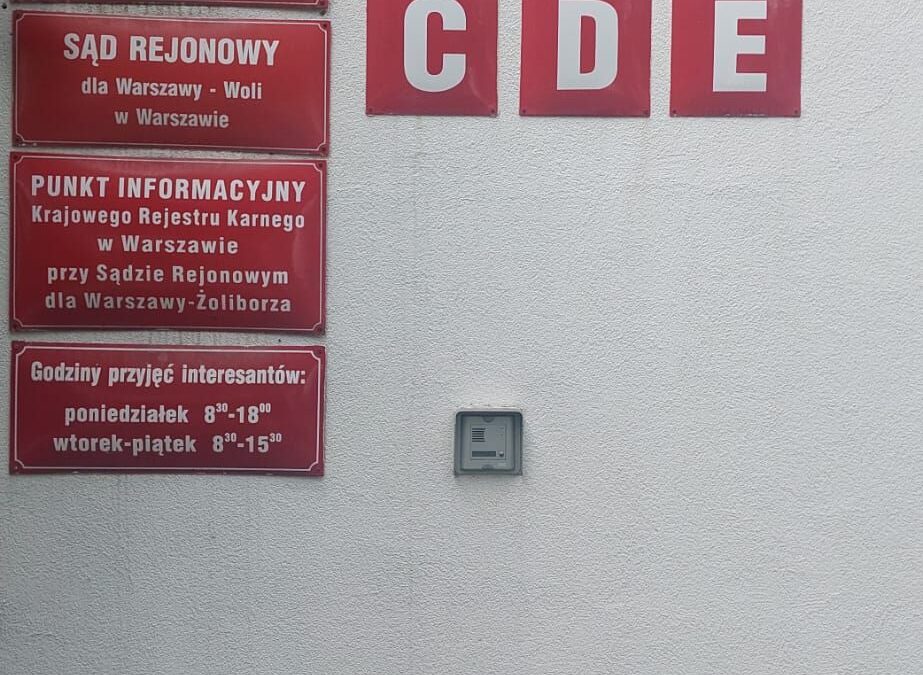 SĄD REJONOWY
dla Warszawy - Woli
w Warszawie
PUNKT INFORMACYJNY
Krajowego Rejestru Karnego
w Warszawie
przy Sądzie Rejonowym
dla Warszawy-Żoliborza
Godziny przyjęć interesantów:
poniedziałek 8³⁰-18⁰⁰
wtorek-piątek 8³⁰-15³⁰
C D E